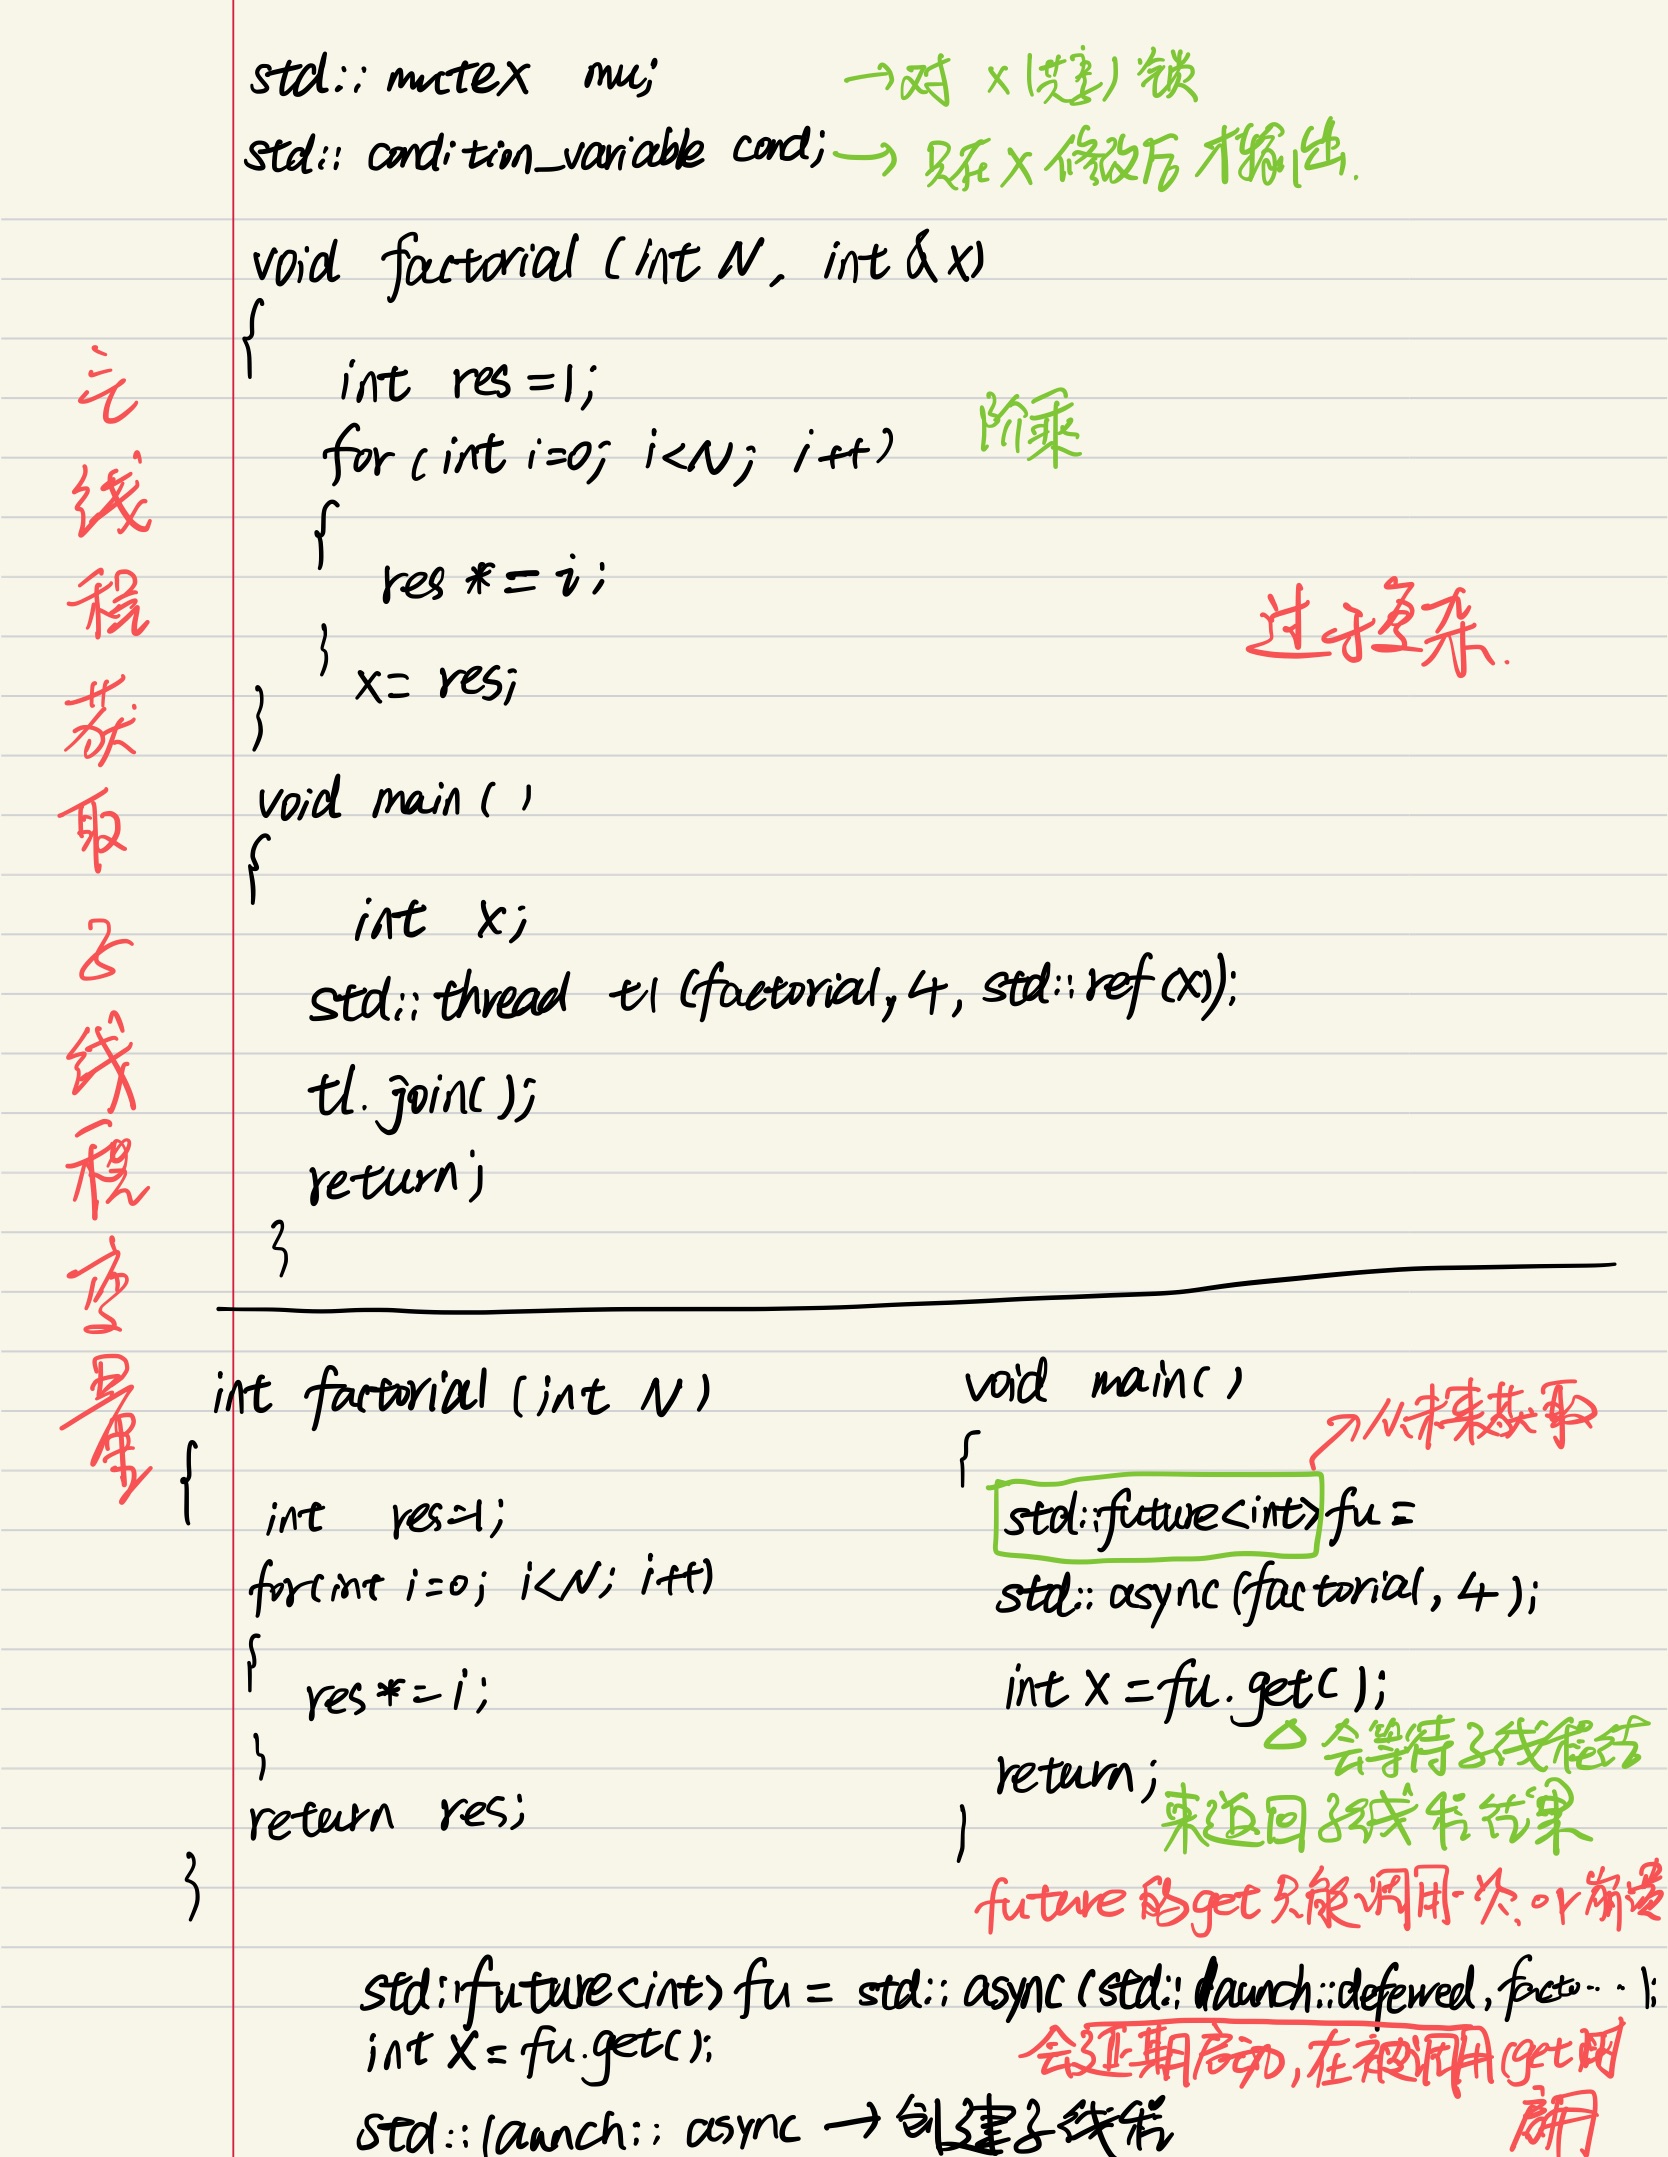 std::mutex mu; →对 x(共享)锁
std::condition_variable cond; → 只在 x 修改后才输出.
void factorial (int N, int &x)
{
int res =1;
for (int i=0; i<N; i++) 阶乘
{
res *= i;
}
x= res;
}
过于复杂.
void main()
{
int x;
std::thread t1 (factorial, 4, std::ref(x));
t1.join();
return;
}
主线程获取子线程变量
int factorial (int N)
{
int res=1;
for(int i=0; i<N; i++)
{
res*=i;
}
return res;
}
void main()
{
→从未来获取
std::future<int> fu =
std::async(factorial, 4);
int x =fu.get();
△ 会等待子线程结
return;
来返回子线程结果
}
future的get只能调用一次.or崩溃
std::future<int> fu = std::async(std::launch::deferred, facto···);
int x = fu.get();
会延期启动,在被调用(get时
启用
std::launch::async → 创建子线程